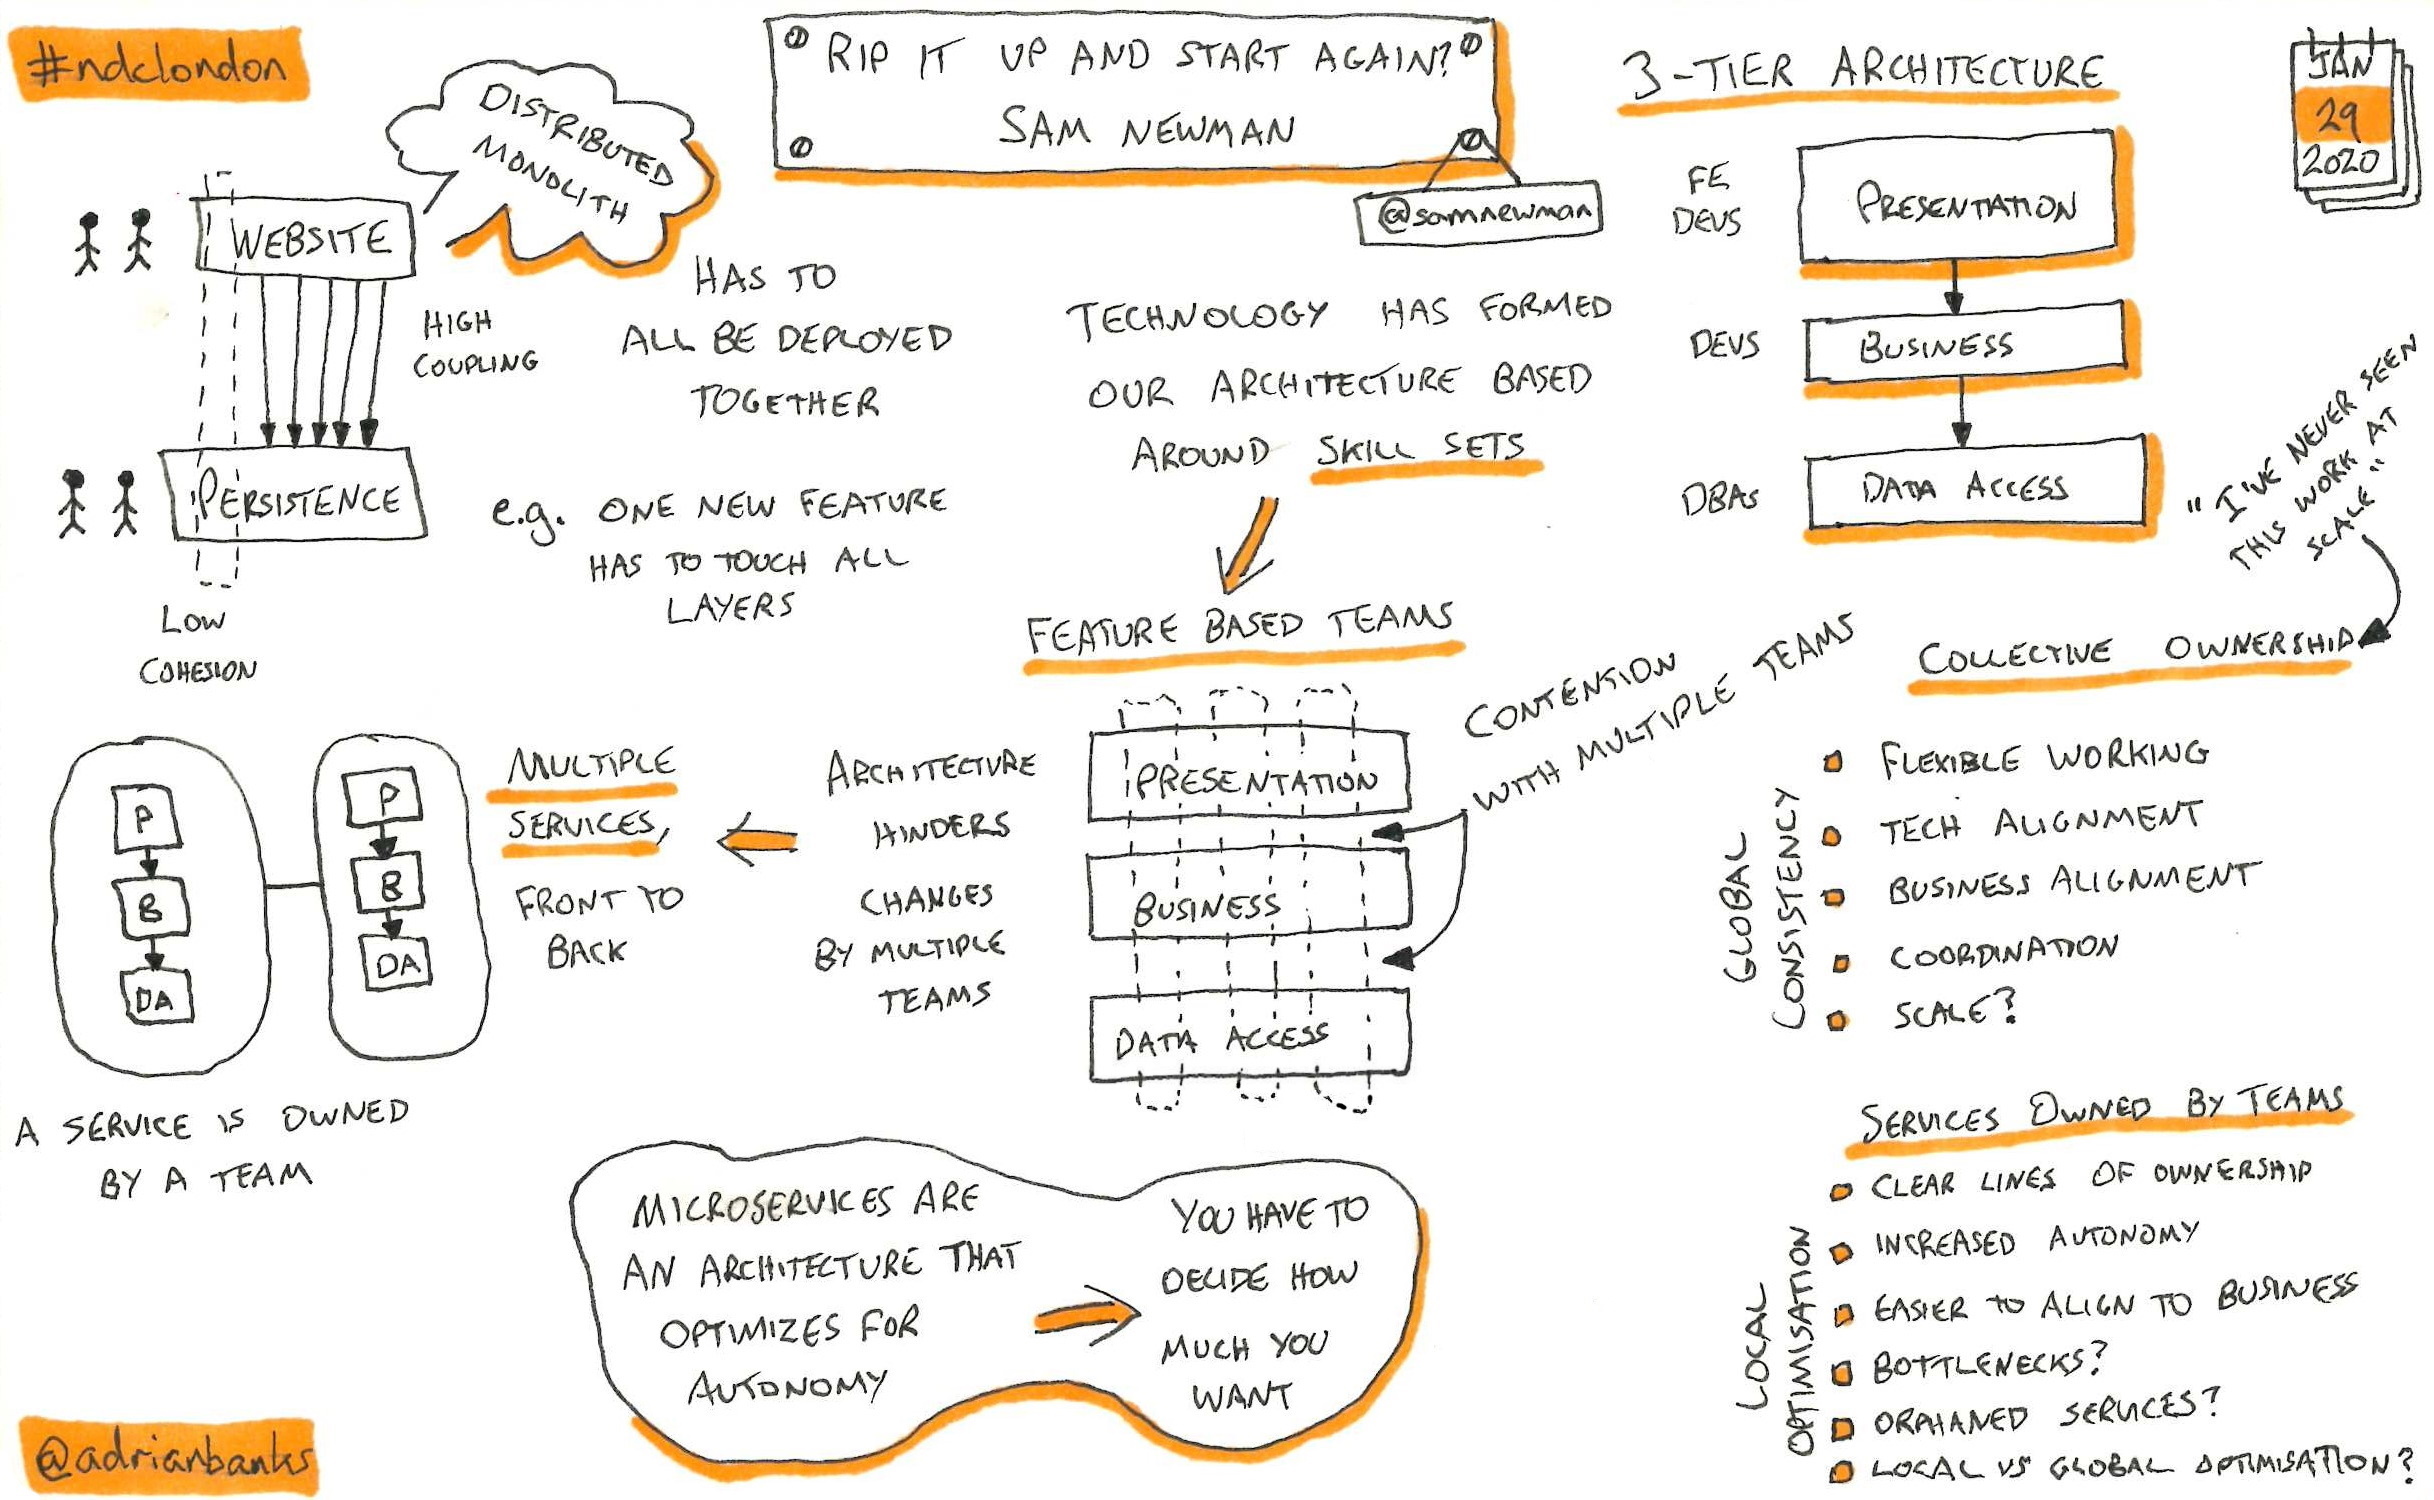 #ndclondon
RIP IT UP AND START AGAIN?
SAM NEWMAN
@samnewman
JAN
29
2020
DISTRIBUTED
MONOLITH
WEBSITE
HIGH
COUPLING
PERSISTENCE
LOW
COHESION
HAS TO
ALL BE DEPLOYED
TOGETHER
e.g. ONE NEW FEATURE
HAS TO TOUCH ALL
LAYERS
3-TIER ARCHITECTURE
FE
DEVS
PRESENTATION
DEVS
BUSINESS
DBAs
DATA ACCESS
"I'VE NEVER SEEN
THIS WORK AT
SCALE"
TECHNOLOGY HAS FORMED
OUR ARCHITECTURE BASED
AROUND SKILL SETS
FEATURE BASED TEAMS
PRESENTATION
BUSINESS
DATA ACCESS
CONTENSION
WITH MULTIPLE TEAMS
ARCHITECTURE
HINDERS
CHANGES
BY MULTIPLE
TEAMS
MULTIPLE
SERVICES,
FRONT TO
BACK
P
B
DA
P
B
DA
A SERVICE IS OWNED
BY A TEAM
MICROSERVICES ARE
AN ARCHITECTURE THAT
OPTIMIZES FOR
AUTONOMY
YOU HAVE TO
DECIDE HOW
MUCH YOU
WANT
COLLECTIVE OWNERSHIP
GLOBAL
CONSISTENCY
FLEXIBLE WORKING
TECH ALIGNMENT
BUSINESS ALIGNMENT
COORDINATION
SCALE?
SERVICES OWNED BY TEAMS
LOCAL
OPTIMISATION
CLEAR LINES OF OWNERSHIP
INCREASED AUTONOMY
EASIER TO ALIGN TO BUSINESS
BOTTLENECKS?
ORPHANED SERVICES?
LOCAL VS GLOBAL OPTIMISATION?
@adrianbanks